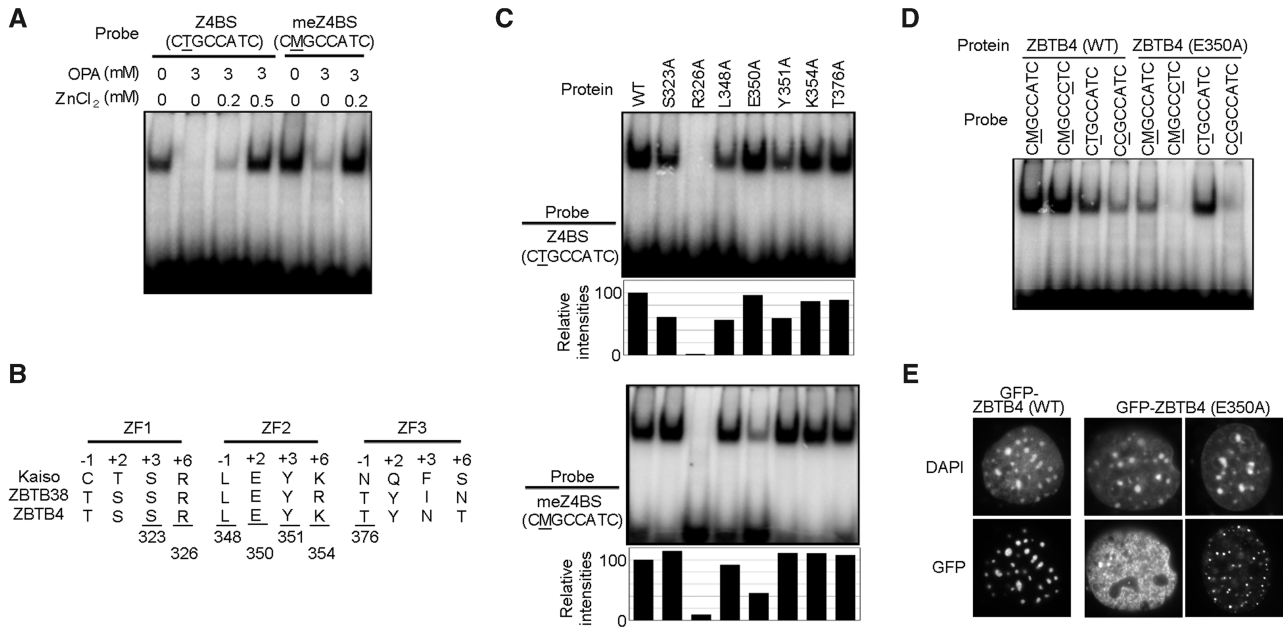 A
Probe
Z4BS
(CTGCCATC)
meZ4BS
(CMGCCATC)
OPA (mM) 0 3 3 3 0 3 3
ZnCl2 (mM) 0 0 0.2 0.5 0 0 0.2
B
ZF1 ZF2 ZF3
-1 +2 +3 +6 -1 +2 +3 +6 -1 +2 +3 +6
Kaiso C T S R L E Y K N Q F S
ZBTB38 T S S R L E Y R T Y I N
ZBTB4 T S S R L E Y K T Y N T
323 348 351 376
326 350 354
C
Protein
WT
S323A
R326A
L348A
E350A
Y351A
K354A
T376A
Probe
Z4BS
(CTGCCATC)
Relative
intensities
100
0
Probe
meZ4BS
(CMGCCATC)
Relative
intensities
100
0
D
Protein ZBTB4 (WT) ZBTB4 (E350A)
Probe
CMGCCATC
CMGCCCTC
CTGCCATC
CCGCCATC
CMGCCATC
CMGCCCTC
CTGCCATC
CCGCCATC
E
GFP-
ZBTB4 (WT)
GFP-ZBTB4 (E350A)
DAPI
GFP